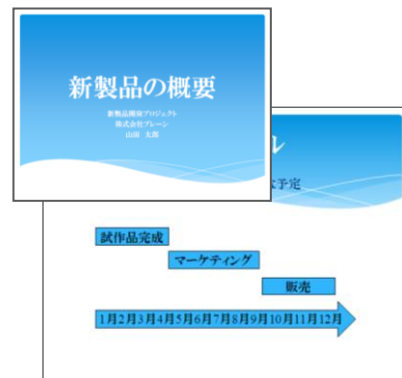 新製品の概要
新製品開発プロジェクト
株式会社プレーン
山田 太郎
ル
な予定
試作品完成
マーケティング
販売
1月2月3月4月5月6月7月8月9月10月11月12月